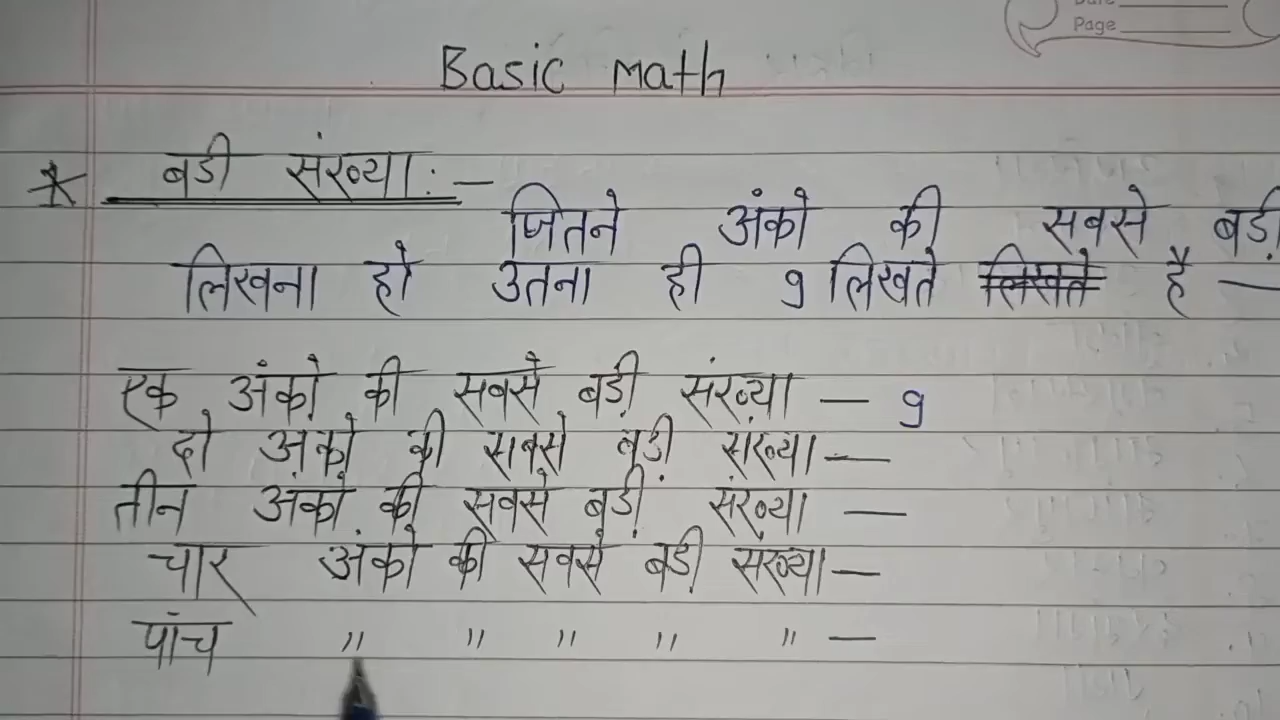 Date
Page
Basic math
* बडी संख्या : —
जितने अंको की सबसे बड़ी
लिखना हो उतना ही 9 लिखते लिखते है —
एक अंको की सबसे बड़ी संख्या — 9
दो अंको की सबसे बड़ी संख्या —
तीन अंको की सबसे बड़ी संख्या —
चार अंको की सबसे बड़ी संख्या —
पांच " " " " " —